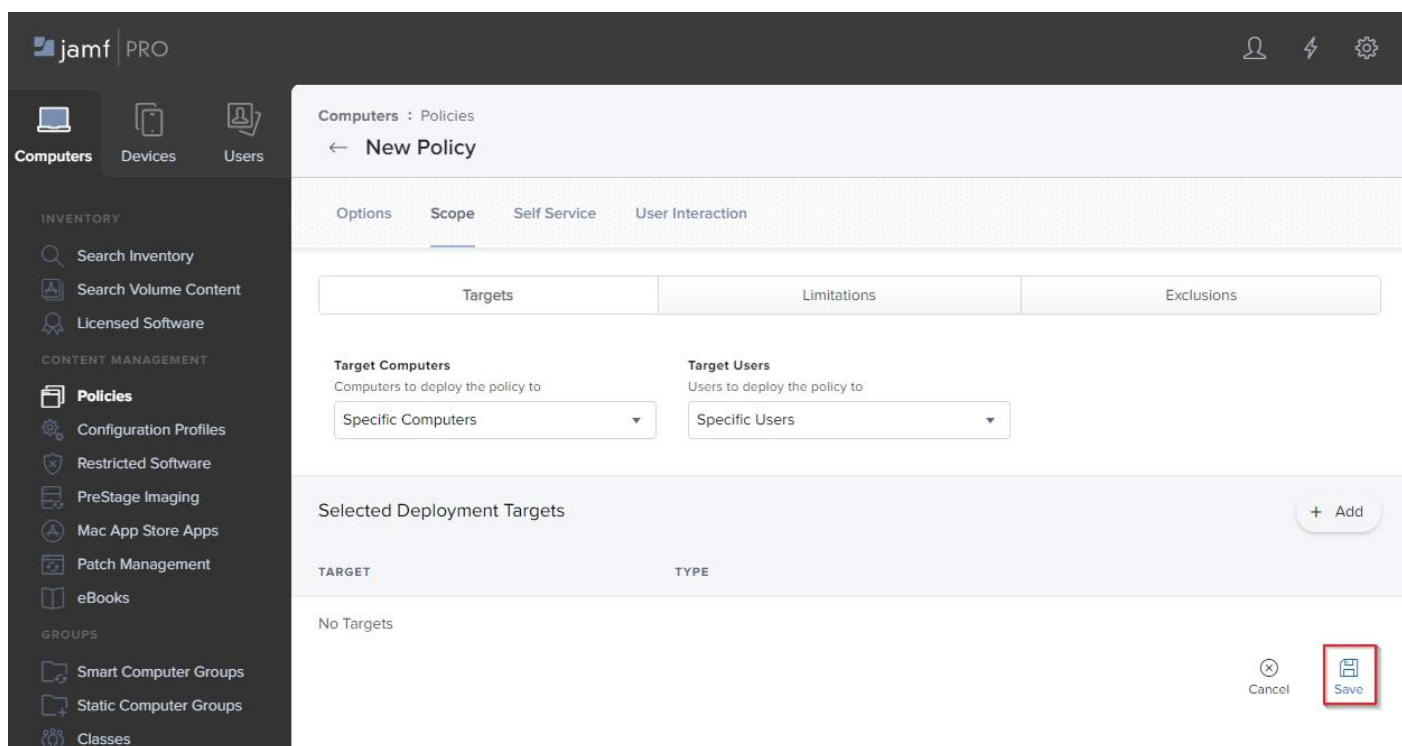 jamf PRO
Computers Devices Users
INVENTORY
Search Inventory
Search Volume Content
Licensed Software
CONTENT MANAGEMENT
Policies
Configuration Profiles
Restricted Software
PreStage Imaging
Mac App Store Apps
Patch Management
eBooks
GROUPS
Smart Computer Groups
Static Computer Groups
Classes
Computers : Policies
← New Policy
Options Scope Self Service User Interaction
Targets Limitations Exclusions
Target Computers Target Users
Computers to deploy the policy to Users to deploy the policy to
Specific Computers Specific Users
Selected Deployment Targets + Add
TARGET TYPE
No Targets
Cancel Save